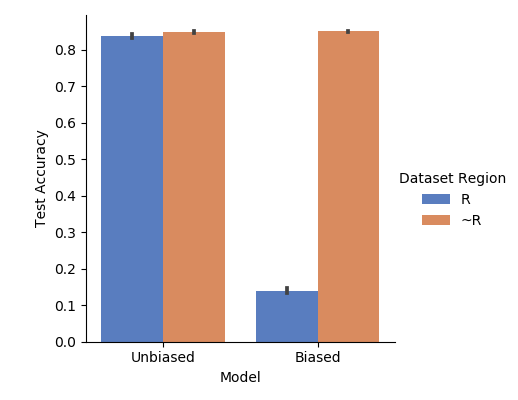 0.8
0.7
0.6
0.5
0.4
0.3
0.2
0.1
0.0
Test Accuracy
Unbiased
Biased
Model
Dataset Region
R
~R